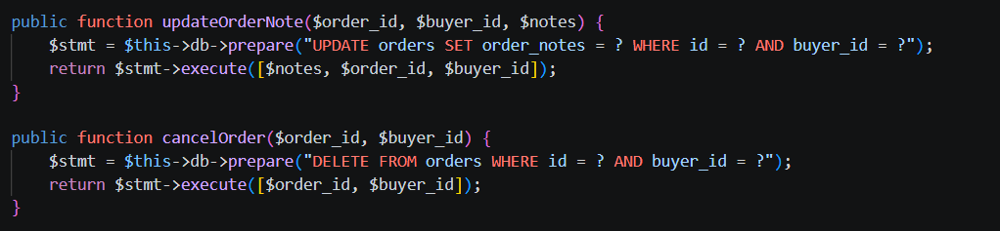 public function updateOrderNote($order_id, $buyer_id, $notes) {
    $stmt = $this->db->prepare("UPDATE orders SET order_notes = ? WHERE id = ? AND buyer_id = ?");
    return $stmt->execute([$notes, $order_id, $buyer_id]);
}

public function cancelOrder($order_id, $buyer_id) {
    $stmt = $this->db->prepare("DELETE FROM orders WHERE id = ? AND buyer_id = ?");
    return $stmt->execute([$order_id, $buyer_id]);
}